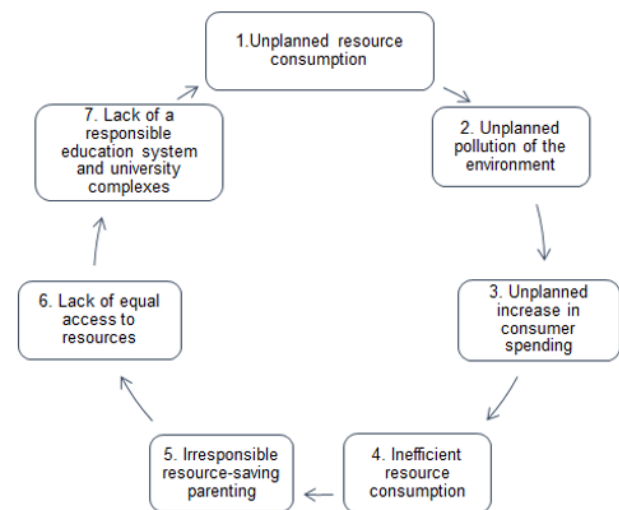 1.Unplanned resource
consumption
2. Unplanned
pollution of the
environment
3. Unplanned
increase in
consumer
spending
4. Inefficient
resource
consumption
5. Irresponsible
resource-saving
parenting
6. Lack of equal
access to
resources
7. Lack of a
responsible
education system
and university
complexes